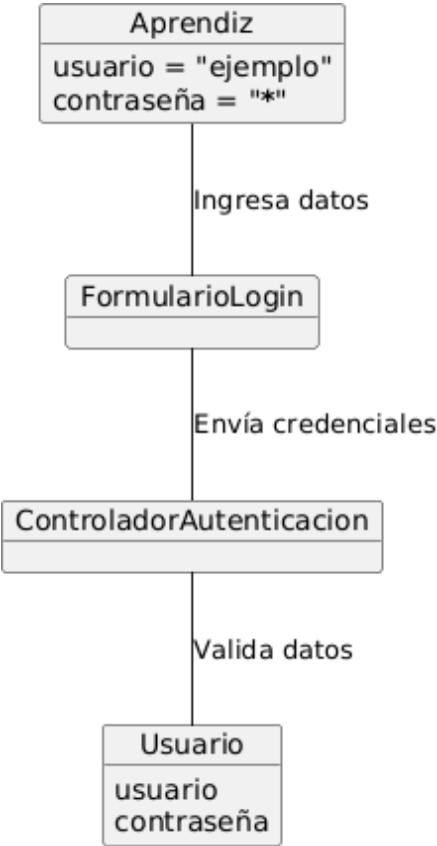 Aprendiz
usuario = "ejemplo"
contraseña = "*"
Ingresa datos
FormularioLogin
Envía credenciales
ControladorAutenticacion
Valida datos
Usuario
usuario
contraseña